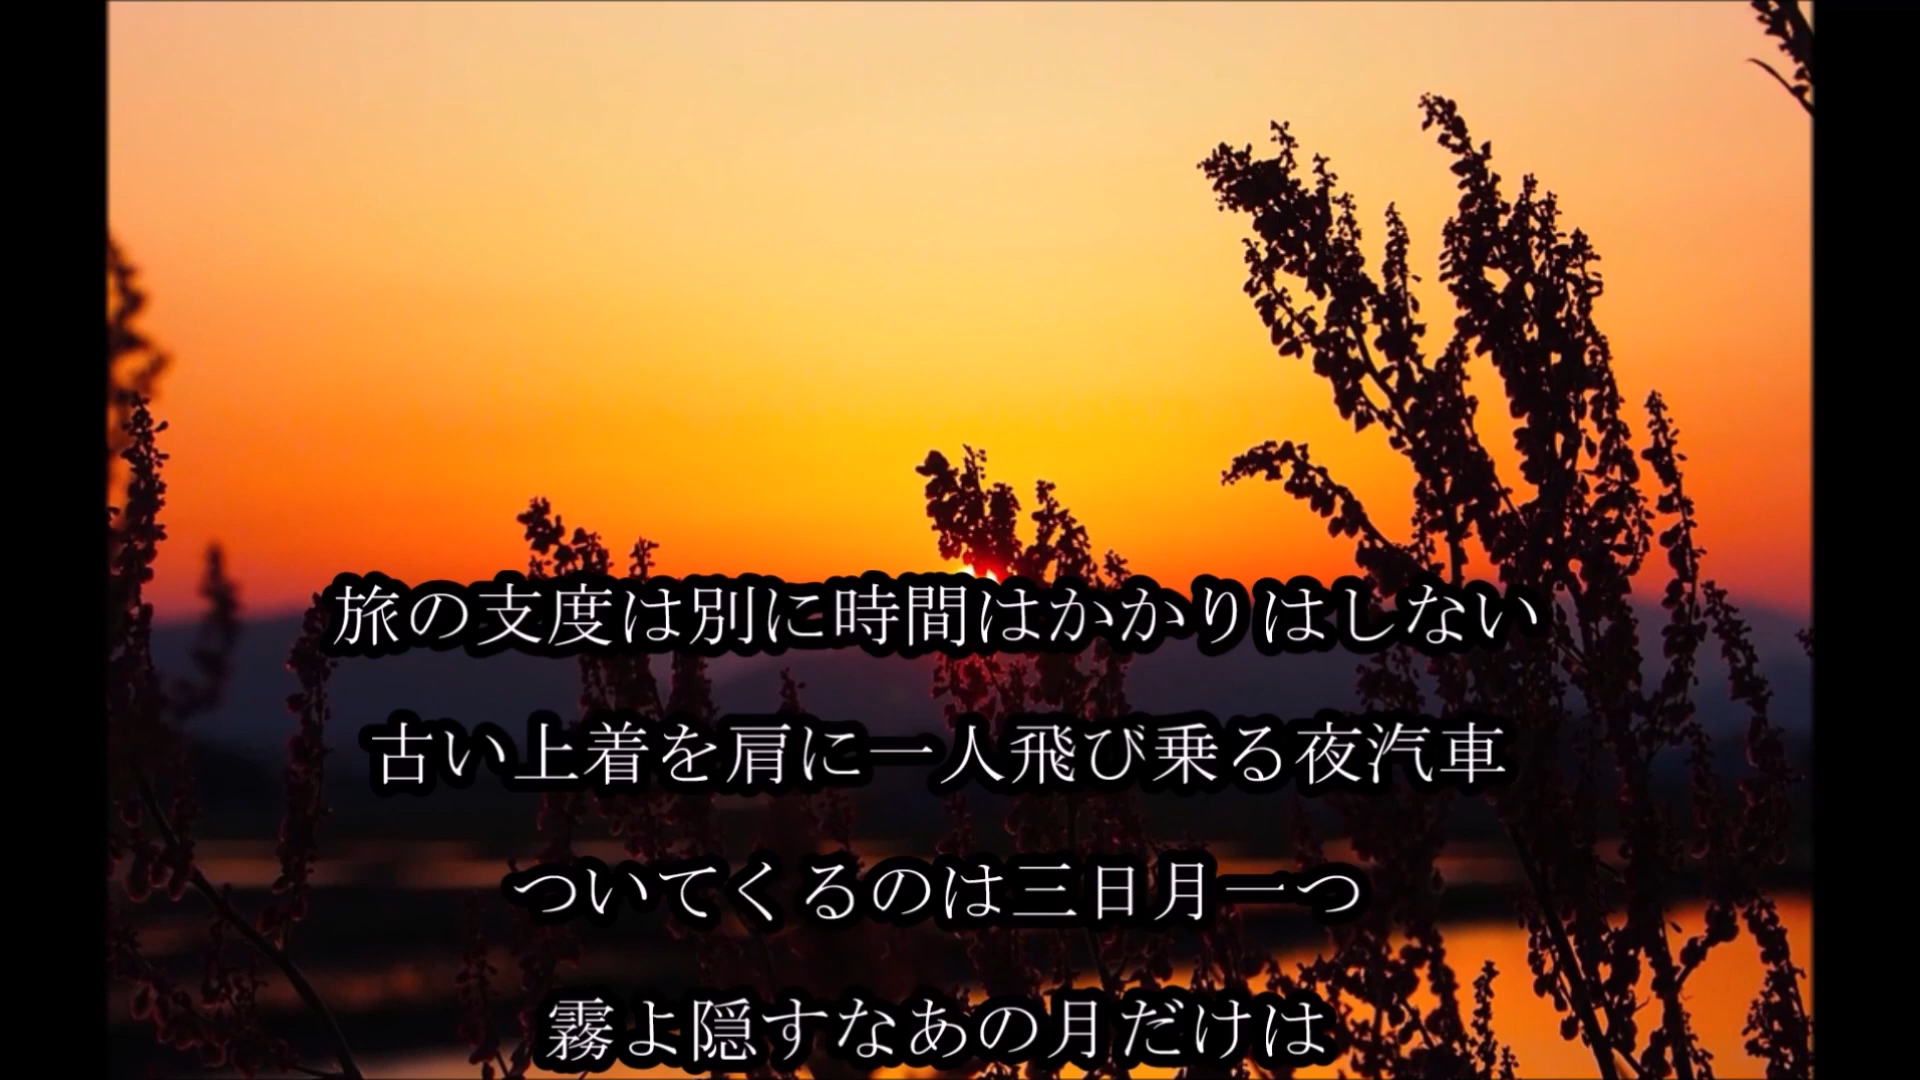 旅の支度は別に時間はかかりはしない
古い上着を肩に一人飛び乗る夜汽車
ついてくるのは三日月一つ
霧よ隠すなあの月だけは